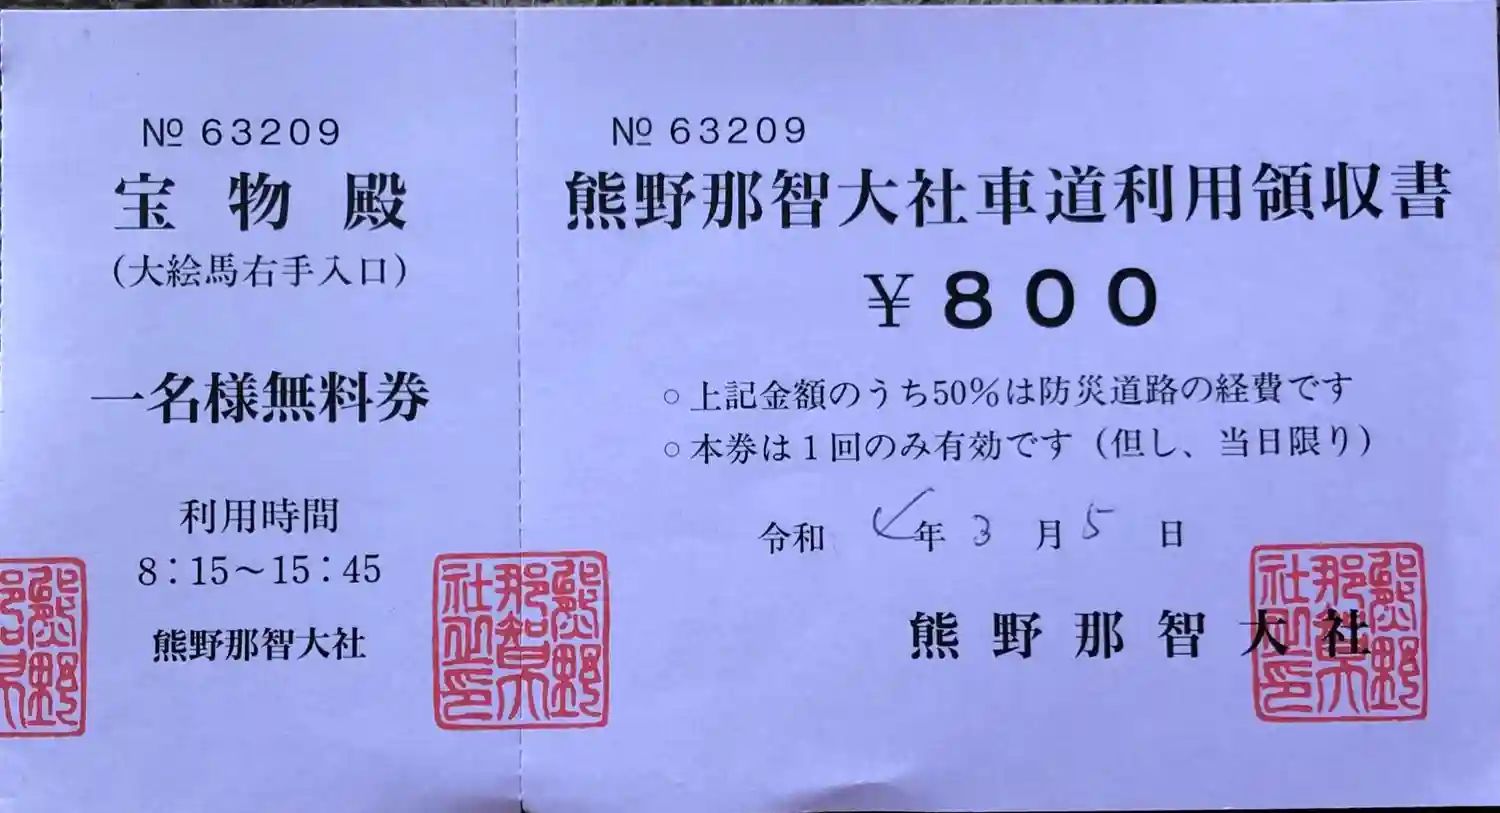 № 63209
宝物殿
（大絵馬右手入口）
一名様無料券
利用時間
8：15～15：45
熊野那智大社
№ 63209
熊野那智大社車道利用領収書
￥800
○上記金額のうち50％は防災道路の経費です
○本券は1回のみ有効です（但し、当日限り）
令和 年 3 月 5 日
熊野那智大社